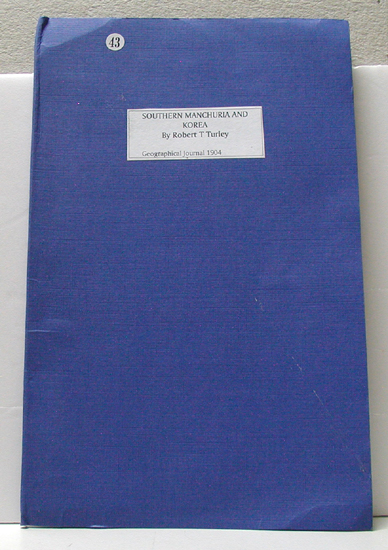 43
SOUTHERN MANCHURIA AND
KOREA
By Robert T Turley
Geographical Journal 1904